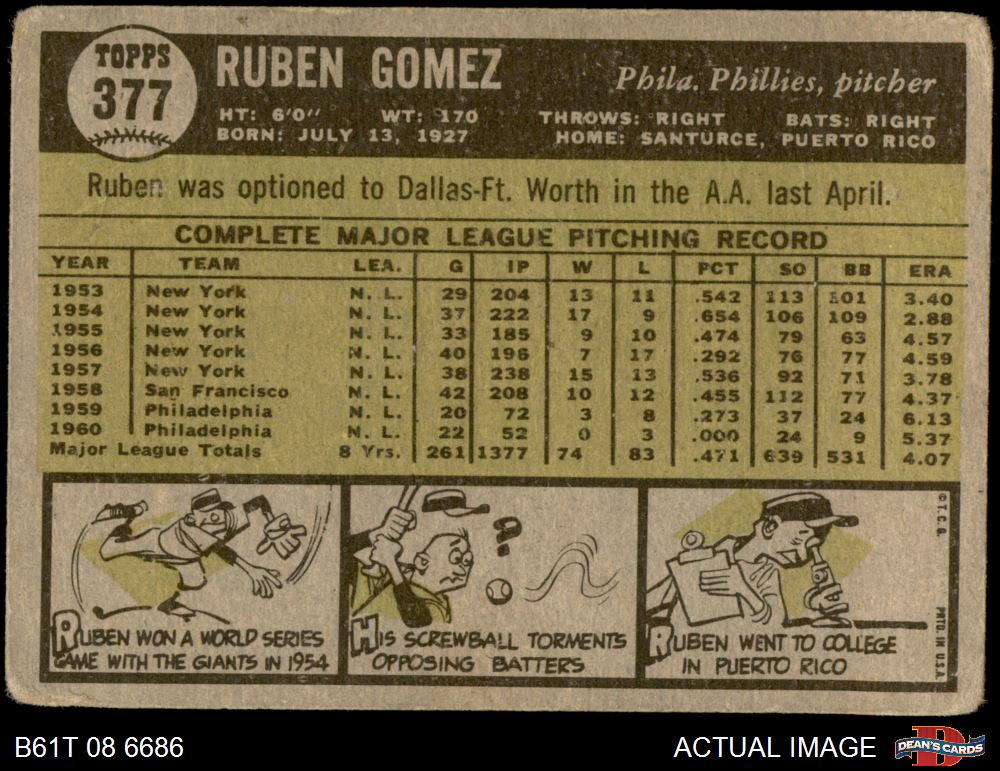 TOPPS
377
RUBEN GOMEZ
Phila. Phillies, pitcher
HT: 6'0" WT: 170 THROWS: RIGHT BATS: RIGHT
BORN: JULY 13, 1927 HOME: SANTURCE, PUERTO RICO
Ruben was optioned to Dallas-Ft. Worth in the A.A. last April.
COMPLETE MAJOR LEAGUE PITCHING RECORD
YEAR TEAM LEA. G IP W L PCT SO BB ERA
1953 New York N. L. 29 204 13 11 .542 113 101 3.40
1954 New York N. L. 37 222 17 9 .654 106 109 2.88
1955 New York N. L. 33 185 9 10 .474 79 63 4.57
1956 New York N. L. 40 196 7 17 .292 76 77 4.59
1957 New York N. L. 38 238 15 13 .536 92 71 3.78
1958 San Francisco N. L. 42 208 10 12 .455 112 77 4.37
1959 Philadelphia N. L. 20 72 3 8 .273 37 24 6.13
1960 Philadelphia N. L. 22 52 0 3 .000 24 9 5.37
Major League Totals 8 Yrs. 261 1377 74 83 .471 639 531 4.07
RUBEN WON A WORLD SERIES
GAME WITH THE GIANTS IN 1954
?
HIS SCREWBALL TORMENTS
OPPOSING BATTERS
RUBEN WENT TO COLLEGE
IN PUERTO RICO
© T.C.G. PRTD. IN U.S.A.
B61T 08 6686
ACTUAL IMAGE
D
DEAN'S CARDS